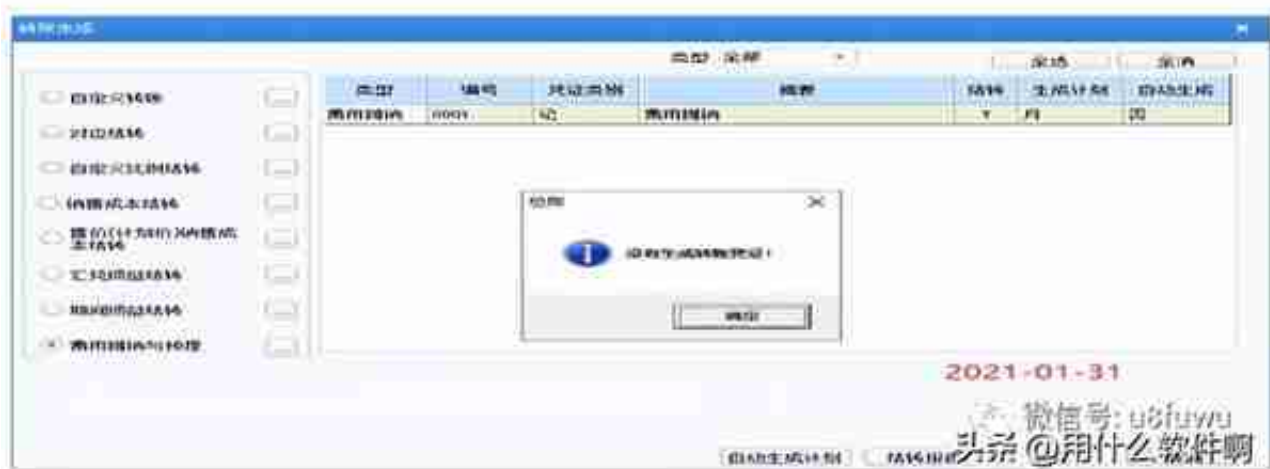 转账生成
类型 全部
全选 全消
自定义转账
对应结转
自定义比例结转
销售成本结转
售价(计划价)销售成
本结转
汇兑损益结转
期间损益结转
费用摊销与预提
类型 编号 凭证类别 摘要 结转 生成计划 自动生成
费用摊销 0001 记 费用摊销 Y 月 否
没有生成转账凭证!
确定
2021-01-31
微信号: u8fuwu
自动生成计划
头条 @用什么软件啊